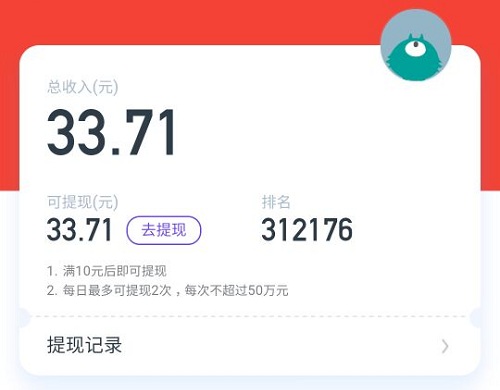 总收入(元)
33.71
可提现(元) 排名
33.71 去提现 312176
1. 满10元后即可提现
2. 每日最多可提现2次，每次不超过50万元
提现记录